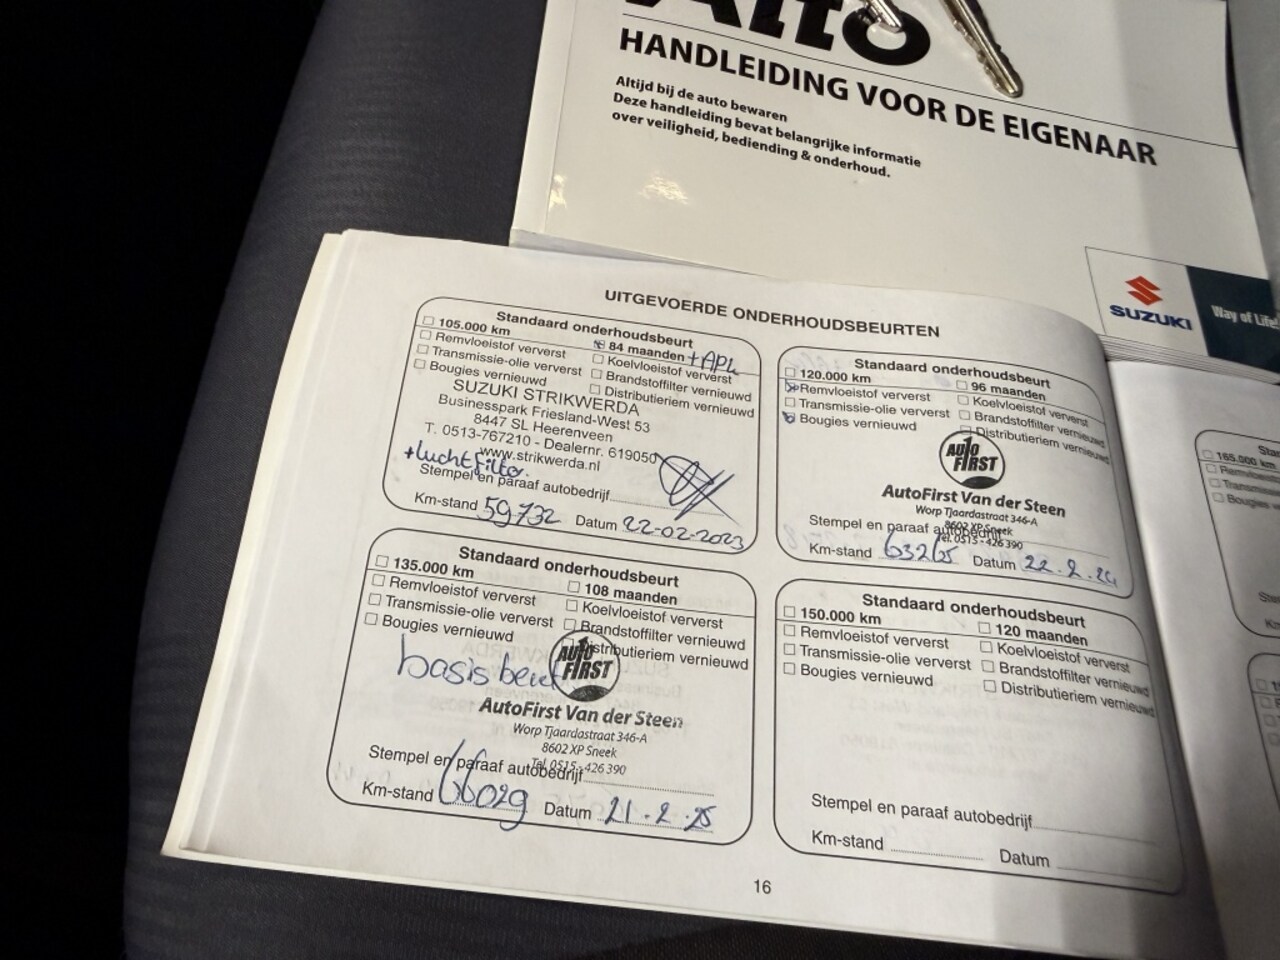 Alto
HANDLEIDING VOOR DE EIGENAAR
Altijd bij de auto bewaren
Deze handleiding bevat belangrijke informatie
over veiligheid, bediending & onderhoud.
SUZUKI
Way of Life!
UITGEVOERDE ONDERHOUDSBEURTEN
Standaard onderhoudsbeurt
105.000 km
84 maanden + APK
Remvloeistof ververst
Koelvloeistof ververst
Transmissie-olie ververst
Brandstoffilter vernieuwd
Bougies vernieuwd
Distributieriem vernieuwd
SUZUKI STRIKWERDA
Businesspark Friesland-West 53
8447 SL Heerenveen
T. 0513-767210 - Dealernr. 619050
www.strikwerda.nl
+luchtfilter.
Stempel en paraaf autobedrijf
Km-stand 59732 Datum 22-02-2023
Standaard onderhoudsbeurt
120.000 km
96 maanden
Remvloeistof ververst
Koelvloeistof ververst
Transmissie-olie ververst
Brandstoffilter vernieuwd
Bougies vernieuwd
Distributieriem vernieuwd
AUTO FIRST
AutoFirst Van der Steen
Worp Tjaardastraat 346-A
8602 XP Sneek
Tel. 0515 - 426 390
Stempel en paraaf autobedrijf
Km-stand 63265 Datum 22.2.24
Standaard onderhoudsbeurt
135.000 km
108 maanden
Remvloeistof ververst
Koelvloeistof ververst
Transmissie-olie ververst
Brandstoffilter vernieuwd
Bougies vernieuwd
Distributieriem vernieuwd
basis beurt
AUTO FIRST
AutoFirst Van der Steen
Worp Tjaardastraat 346-A
8602 XP Sneek
Tel. 0515 - 426 390
Stempel en paraaf autobedrijf
Km-stand 66029 Datum 21.2.25
Standaard onderhoudsbeurt
150.000 km
120 maanden
Remvloeistof ververst
Koelvloeistof ververst
Transmissie-olie ververst
Brandstoffilter vernieuwd
Bougies vernieuwd
Distributieriem vernieuwd
Stempel en paraaf autobedrijf
Km-stand Datum
16
165.000 km